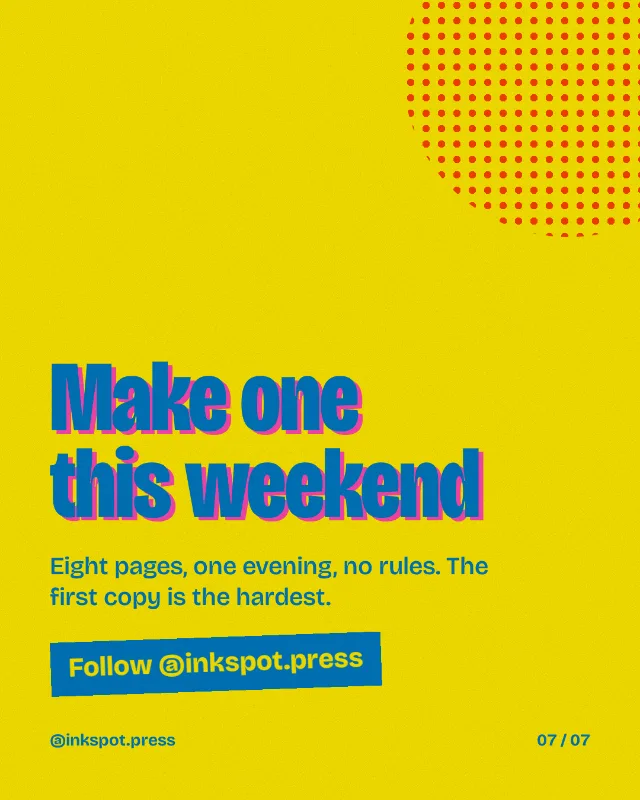 Make one
this weekend
Eight pages, one evening, no rules. The
first copy is the hardest.
Follow @inkspot.press
@inkspot.press
07 / 07